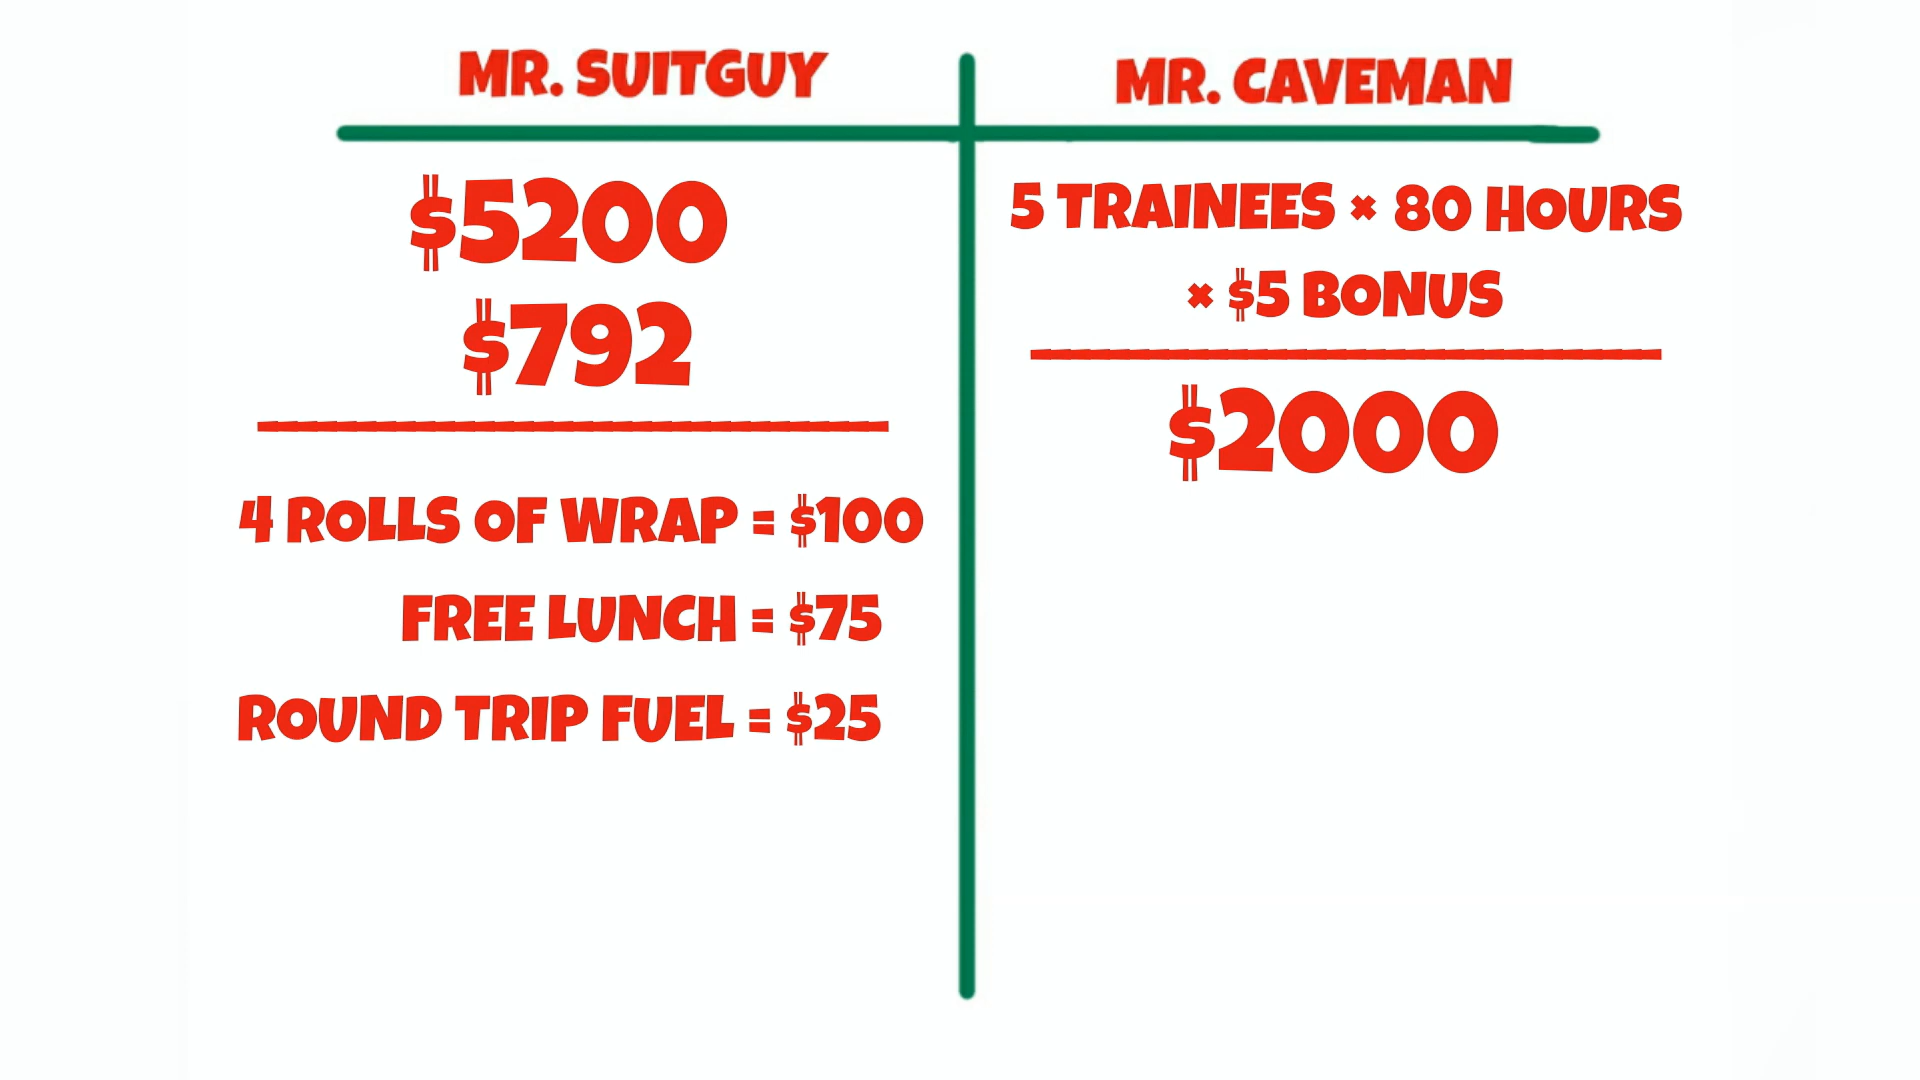 MR. SUITGUY
$5200
$792
4 ROLLS OF WRAP = $100
FREE LUNCH = $75
ROUND TRIP FUEL = $25
MR. CAVEMAN
5 TRAINEES × 80 HOURS
× $5 BONUS
$2000